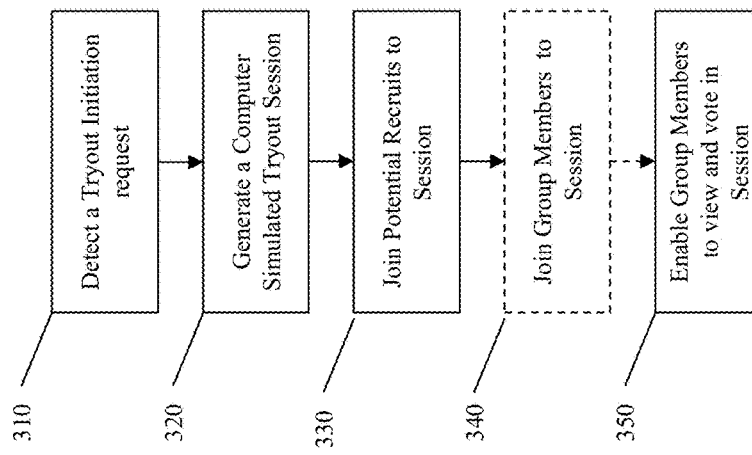 310
Detect a Tryout Initiation
request
320
Generate a Computer
Simulated Tryout Session
330
Join Potential Recruits to
Session
340
Join Group Members to
Session
350
Enable Group Members
to view and vote in
Session